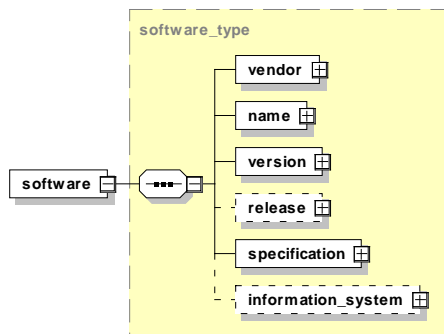 software_type
vendor
name
version
software
release
specification
information_system